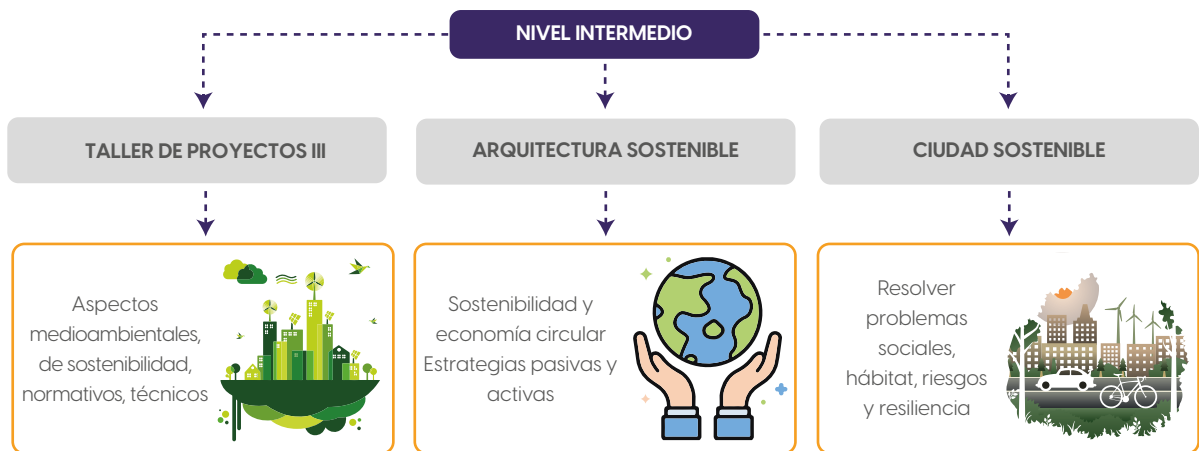 NIVEL INTERMEDIO
TALLER DE PROYECTOS III
ARQUITECTURA SOSTENIBLE
CIUDAD SOSTENIBLE
Aspectos
medioambientales,
de sostenibilidad,
normativos, técnicos
Sostenibilidad y
economía circular
Estrategias pasivas y
activas
Resolver
problemas
sociales,
hábitat, riesgos
y resiliencia